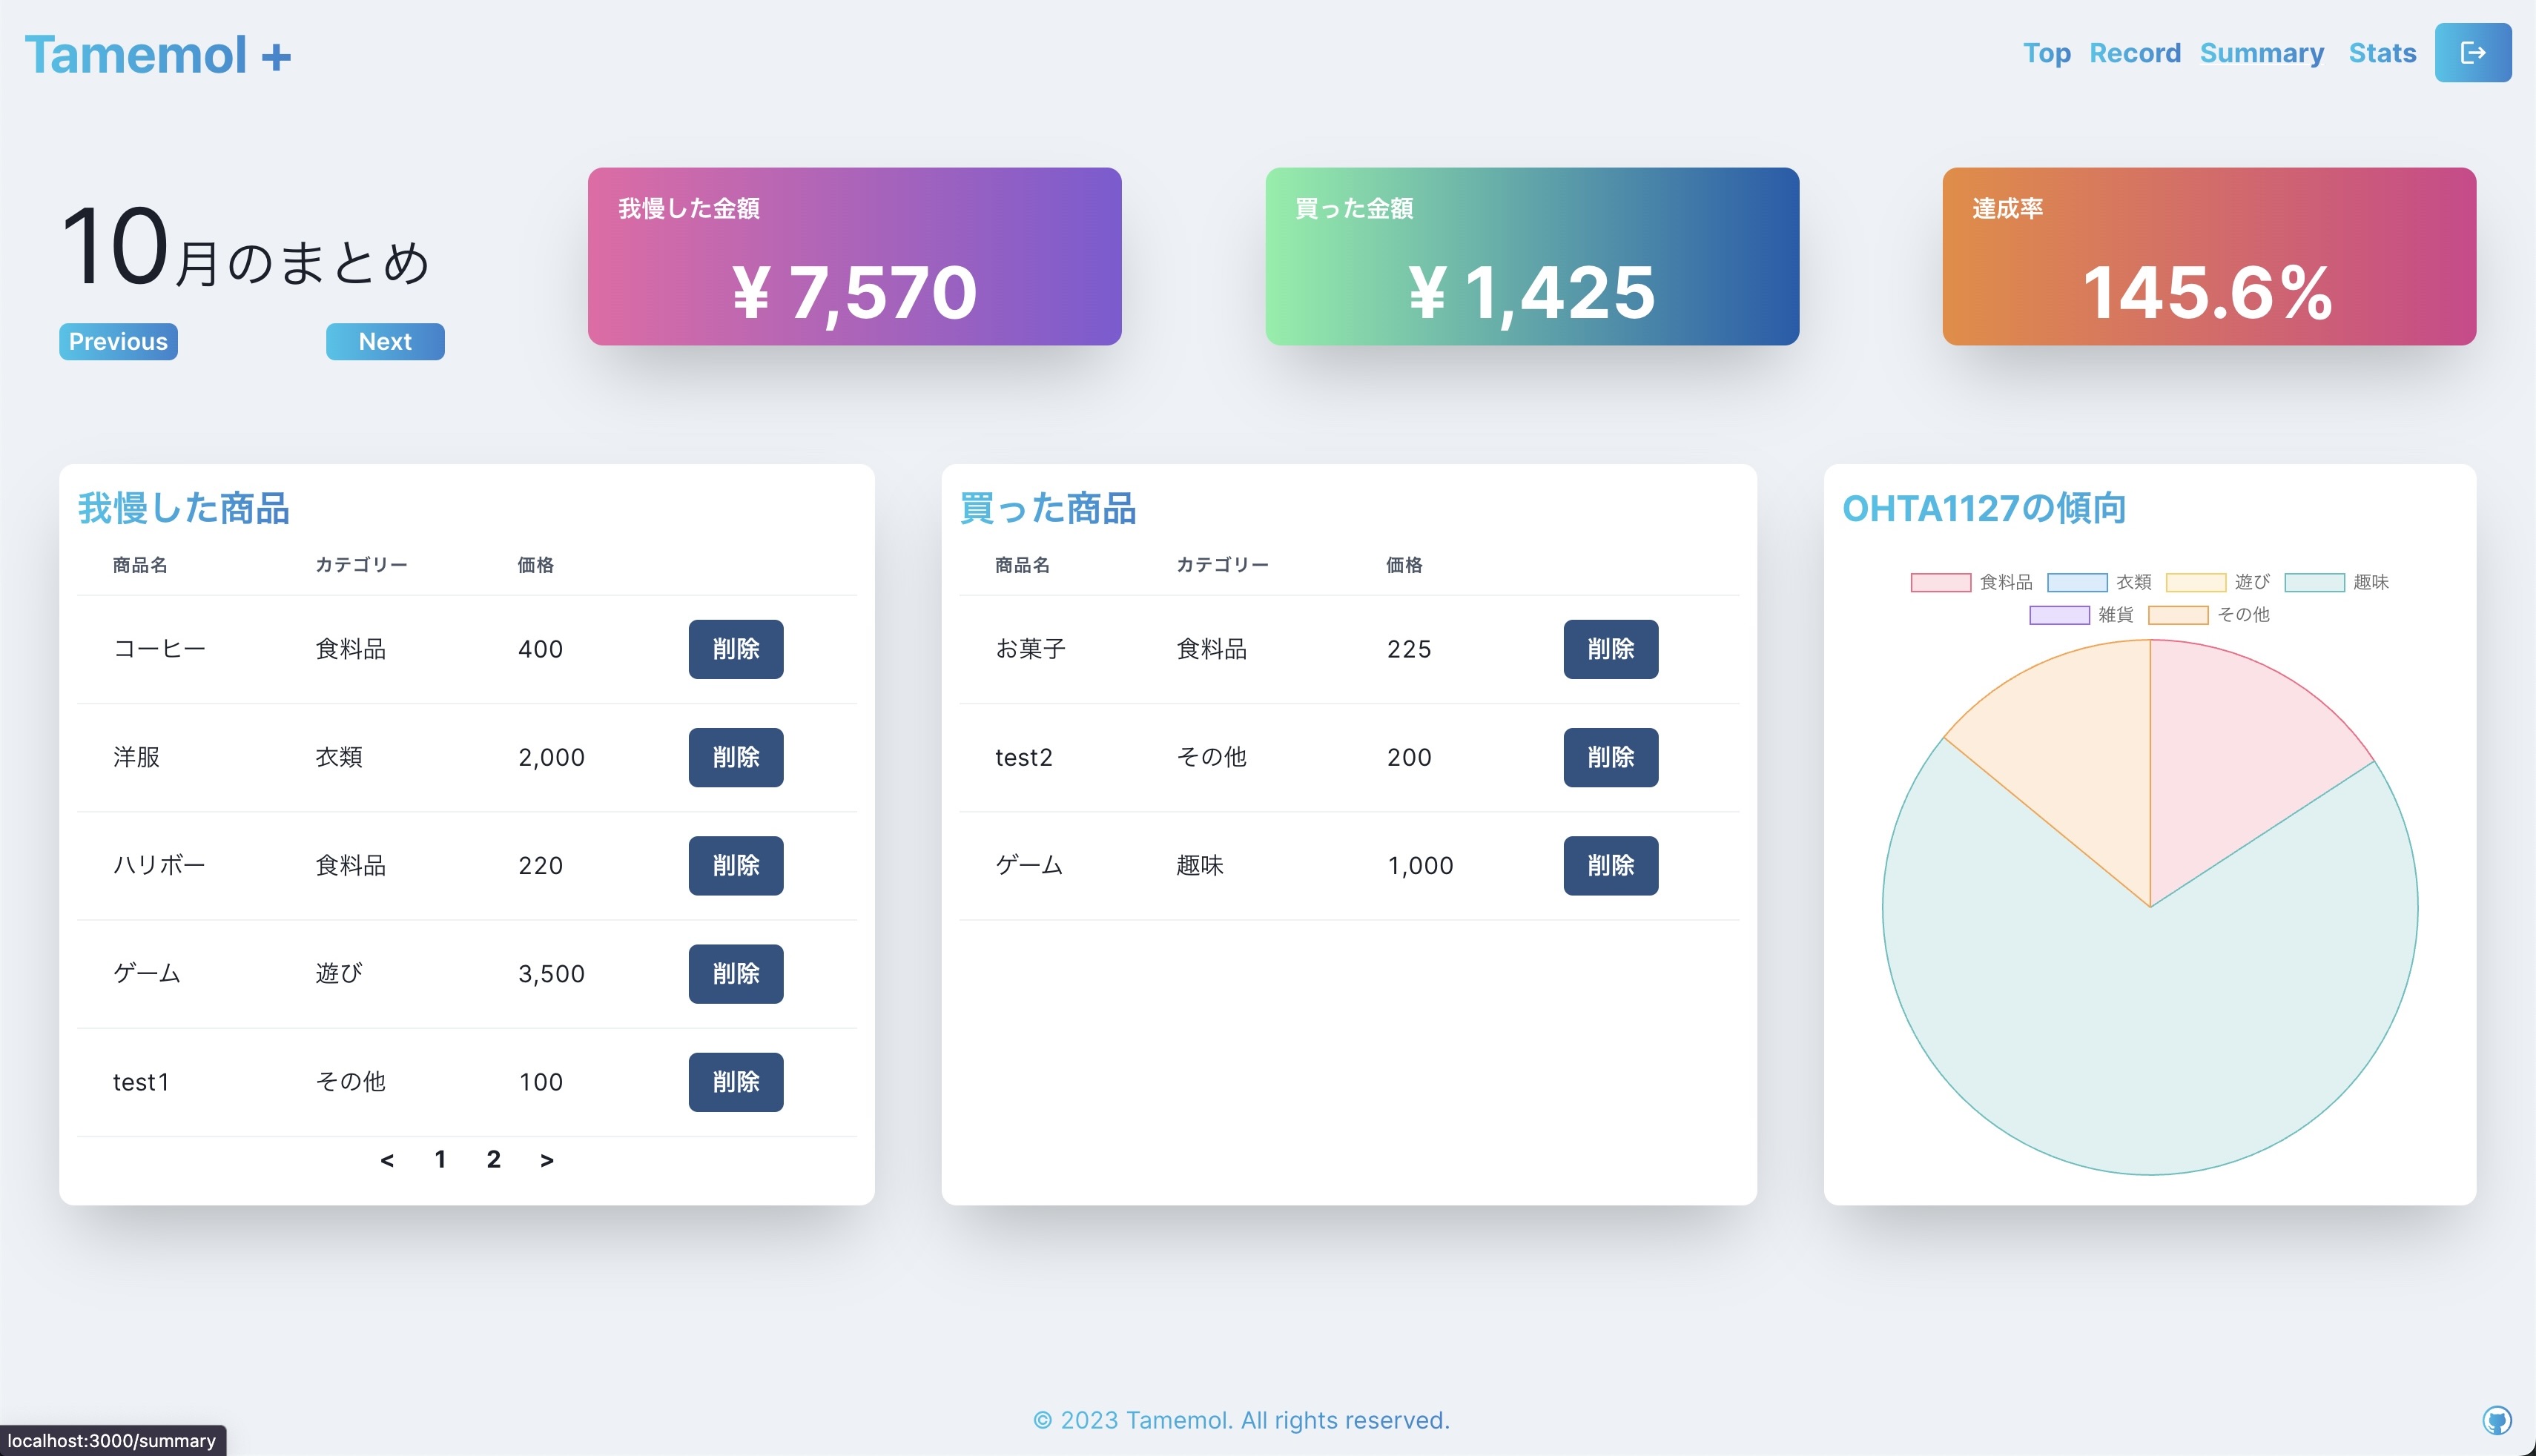 Tamemol +
Top Record Summary Stats
10月のまとめ
Previous Next
我慢した金額
¥ 7,570
買った金額
¥ 1,425
達成率
145.6%
我慢した商品
商品名 カテゴリー 価格
コーヒー 食料品 400 削除
洋服 衣類 2,000 削除
ハリボー 食料品 220 削除
ゲーム 遊び 3,500 削除
test1 その他 100 削除
< 1 2 >
買った商品
商品名 カテゴリー 価格
お菓子 食料品 225 削除
test2 その他 200 削除
ゲーム 趣味 1,000 削除
OHTA1127の傾向
食料品 衣類 遊び 趣味
雑貨 その他
© 2023 Tamemol. All rights reserved.
localhost:3000/summary